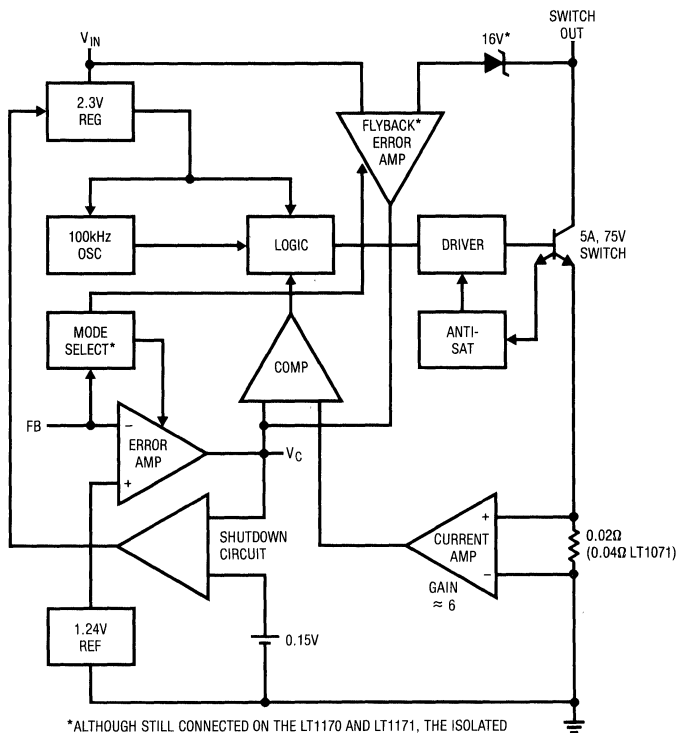 SWITCH
OUT
V_IN
16V*
2.3V
REG
FLYBACK*
ERROR
AMP
100kHz
OSC
LOGIC
DRIVER
5A, 75V
SWITCH
MODE
SELECT*
ANTI-
SAT
COMP
FB
−
ERROR
AMP
+
V_C
SHUTDOWN
CIRCUIT
+
CURRENT
AMP
−
GAIN
≈ 6
0.02Ω
(0.04Ω LT1071)
1.24V
REF
0.15V
*ALTHOUGH STILL CONNECTED ON THE LT1170 AND LT1171, THE ISOLATED